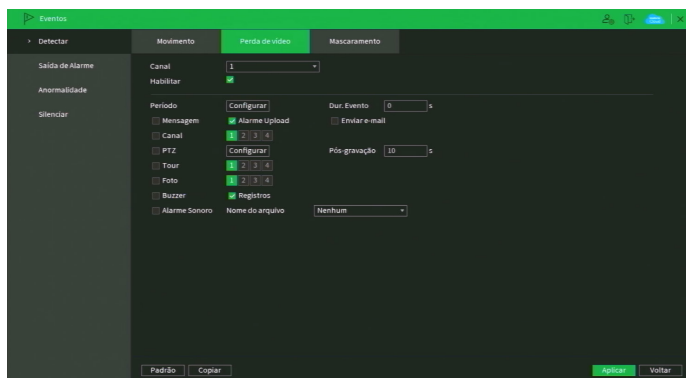 Eventos
Detectar
Movimento Perda de vídeo Mascaramento
Saída de Alarme
Anormalidade
Silenciar
Canal 1
Habilitar
Período Configurar Dur. Evento 0 s
Mensagem Alarme Upload Enviar e-mail
Canal 1 2 3 4
PTZ Configurar Pós-gravação 10 s
Tour 1 2 3 4
Foto 1 2 3 4
Buzzer Registros
Alarme Sonoro Nome do arquivo Nenhum
Padrão Copiar Aplicar Voltar